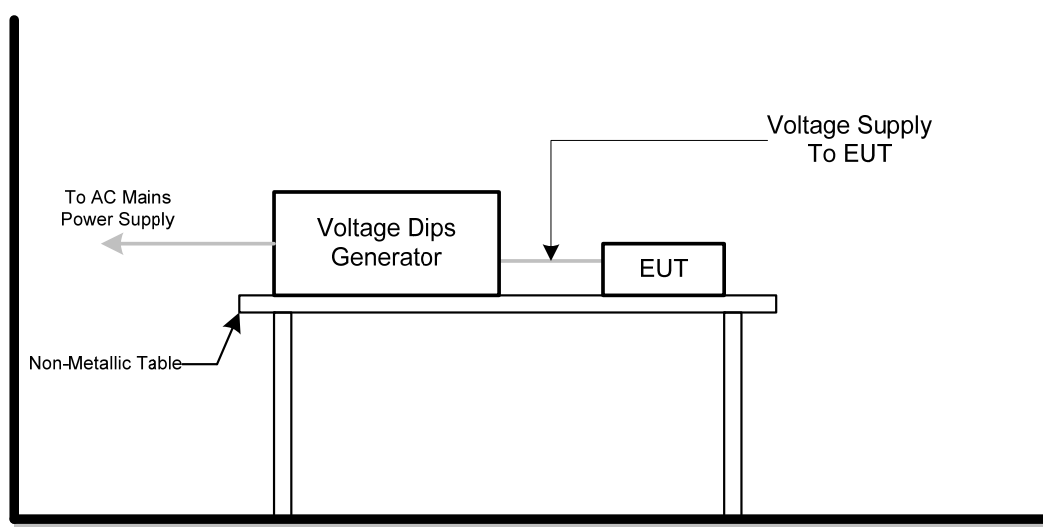 Voltage Supply
To EUT
To AC Mains
Power Supply
Voltage Dips
Generator
EUT
Non-Metallic Table